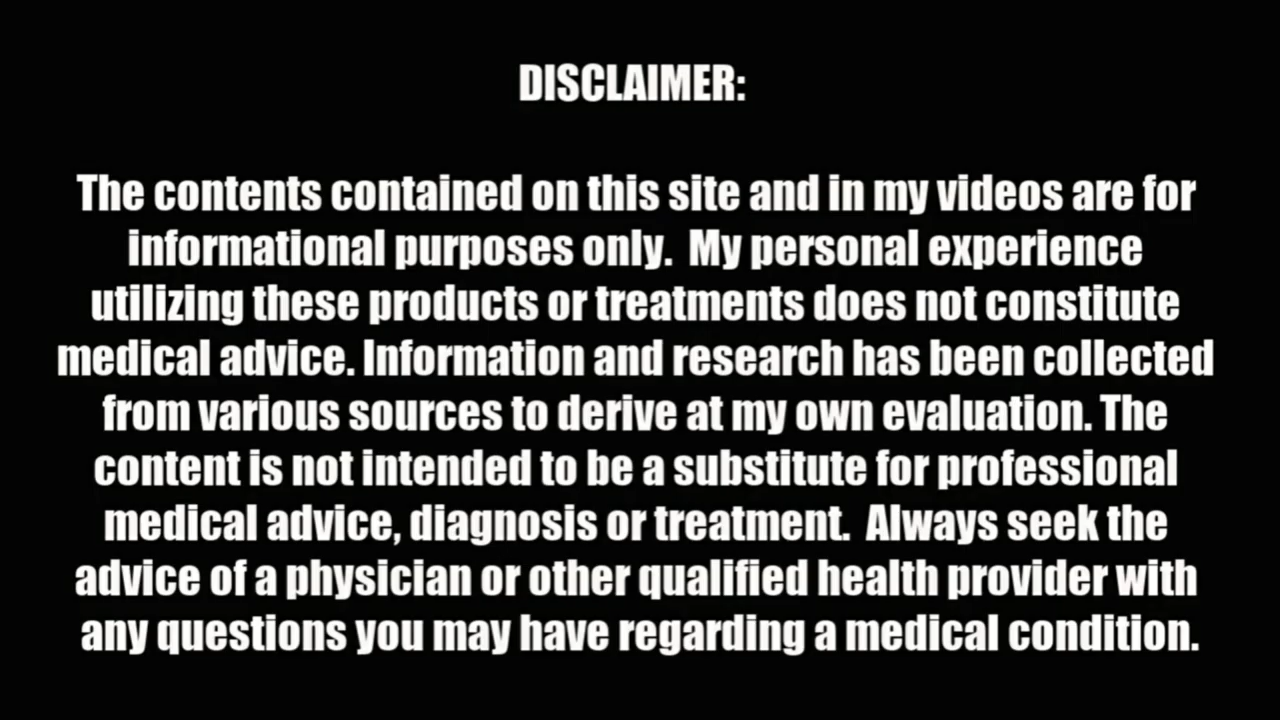 DISCLAIMER:
The contents contained on this site and in my videos are for
informational purposes only.  My personal experience
utilizing these products or treatments does not constitute
medical advice. Information and research has been collected
from various sources to derive at my own evaluation. The
content is not intended to be a substitute for professional
medical advice, diagnosis or treatment.  Always seek the
advice of a physician or other qualified health provider with
any questions you may have regarding a medical condition.